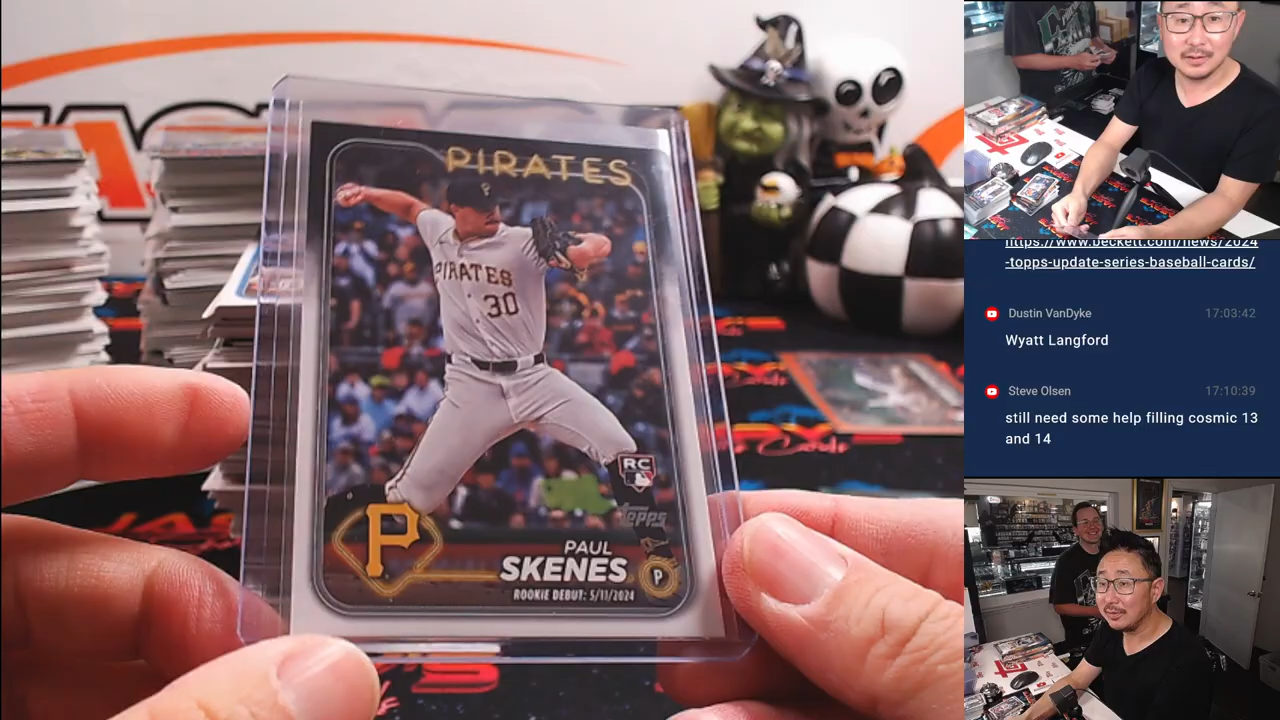 PIRATES
PIRATES
30
RC
topps
P
PAUL
SKENES
P
ROOKIE DEBUT: 5/11/2024
https://www.beckett.com/news/2024
-topps-update-series-baseball-cards/
Dustin VanDyke 17:03:42
Wyatt Langford
Steve Olsen 17:10:39
still need some help filling cosmic 13
and 14